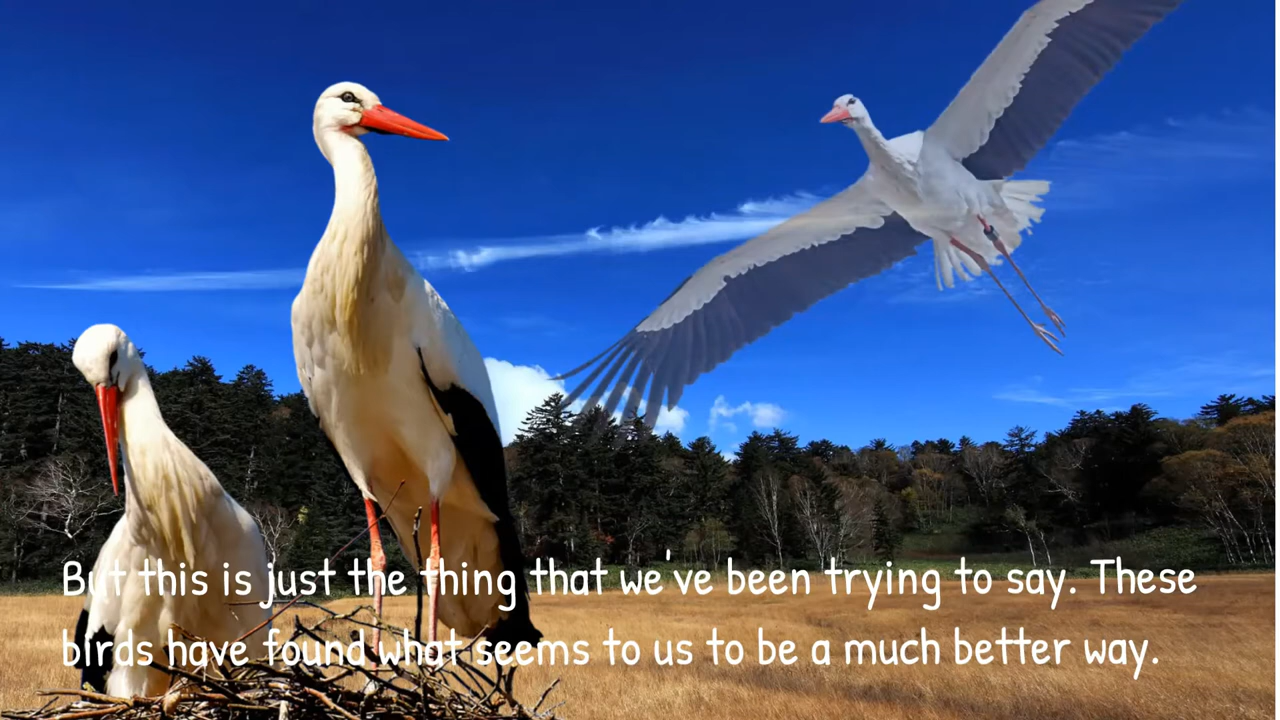 But this is just the thing that we've been trying to say. These
birds have found what seems to us to be a much better way.